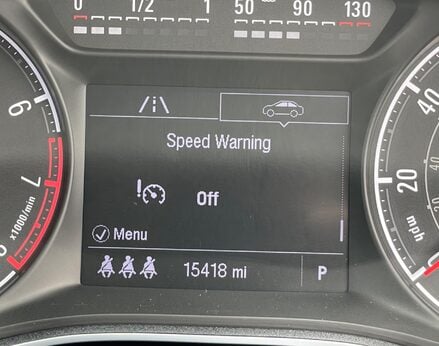 0 1/2 1 50 90 130
Speed Warning
Off
Menu
15418 mi P
6
7
x1000/min
40
20
mph
0